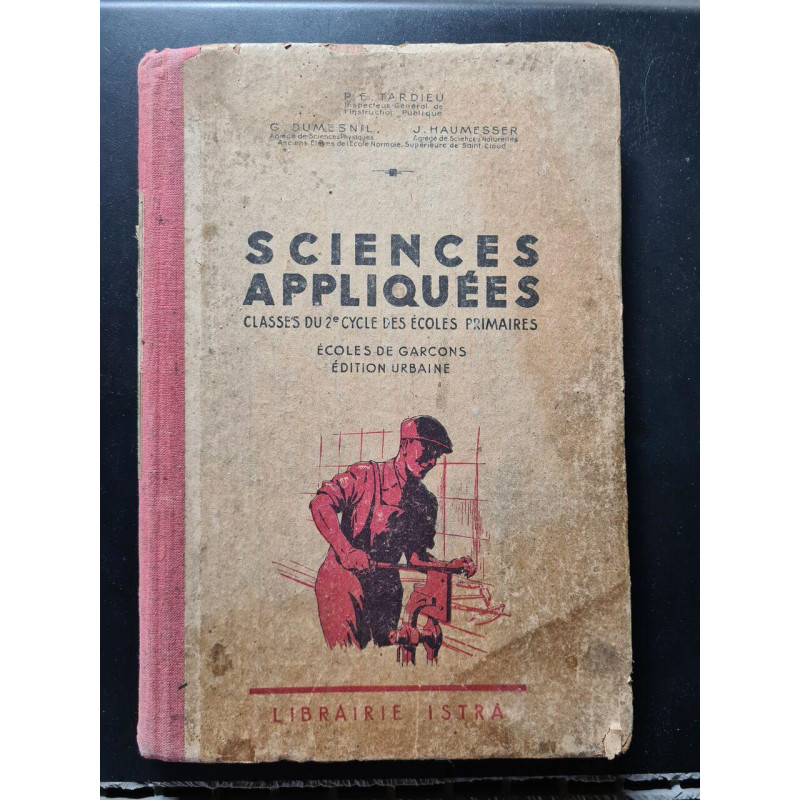 P. E. TARDIEU
Inspecteur Général de
l'Instruction Publique
G. DUMESNIL, J. HAUMESSER
Agrégé de Sciences Physiques Agrégé de Sciences Naturelles
Anciens Elèves de l'Ecole Normale Supérieure de Saint Cloud
SCIENCES
APPLIQUÉES
CLASSES DU 2e CYCLE DES ÉCOLES PRIMAIRES
ÉCOLES DE GARCONS
ÉDITION URBAINE
LIBRAIRIE ISTRA